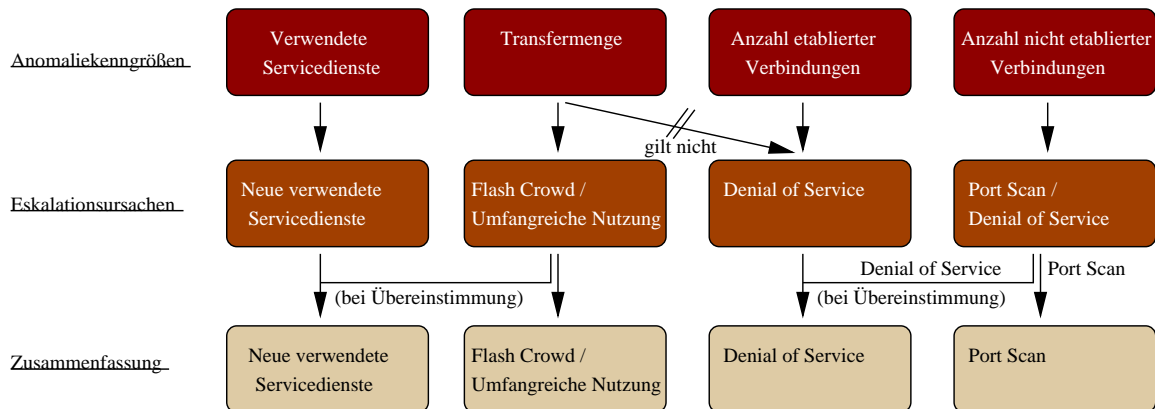 Anomaliekenngrößen
Verwendete
Servicedienste
Transfermenge
Anzahl etablierter
Verbindungen
Anzahl nicht etablierter
Verbindungen
gilt nicht
Eskalationsursachen
Neue verwendete
Servicedienste
Flash Crowd /
Umfangreiche Nutzung
Denial of Service
Port Scan /
Denial of Service
(bei Übereinstimmung)
Denial of Service
(bei Übereinstimmung)
Port Scan
Zusammenfassung
Neue verwendete
Servicedienste
Flash Crowd /
Umfangreiche Nutzung
Denial of Service
Port Scan